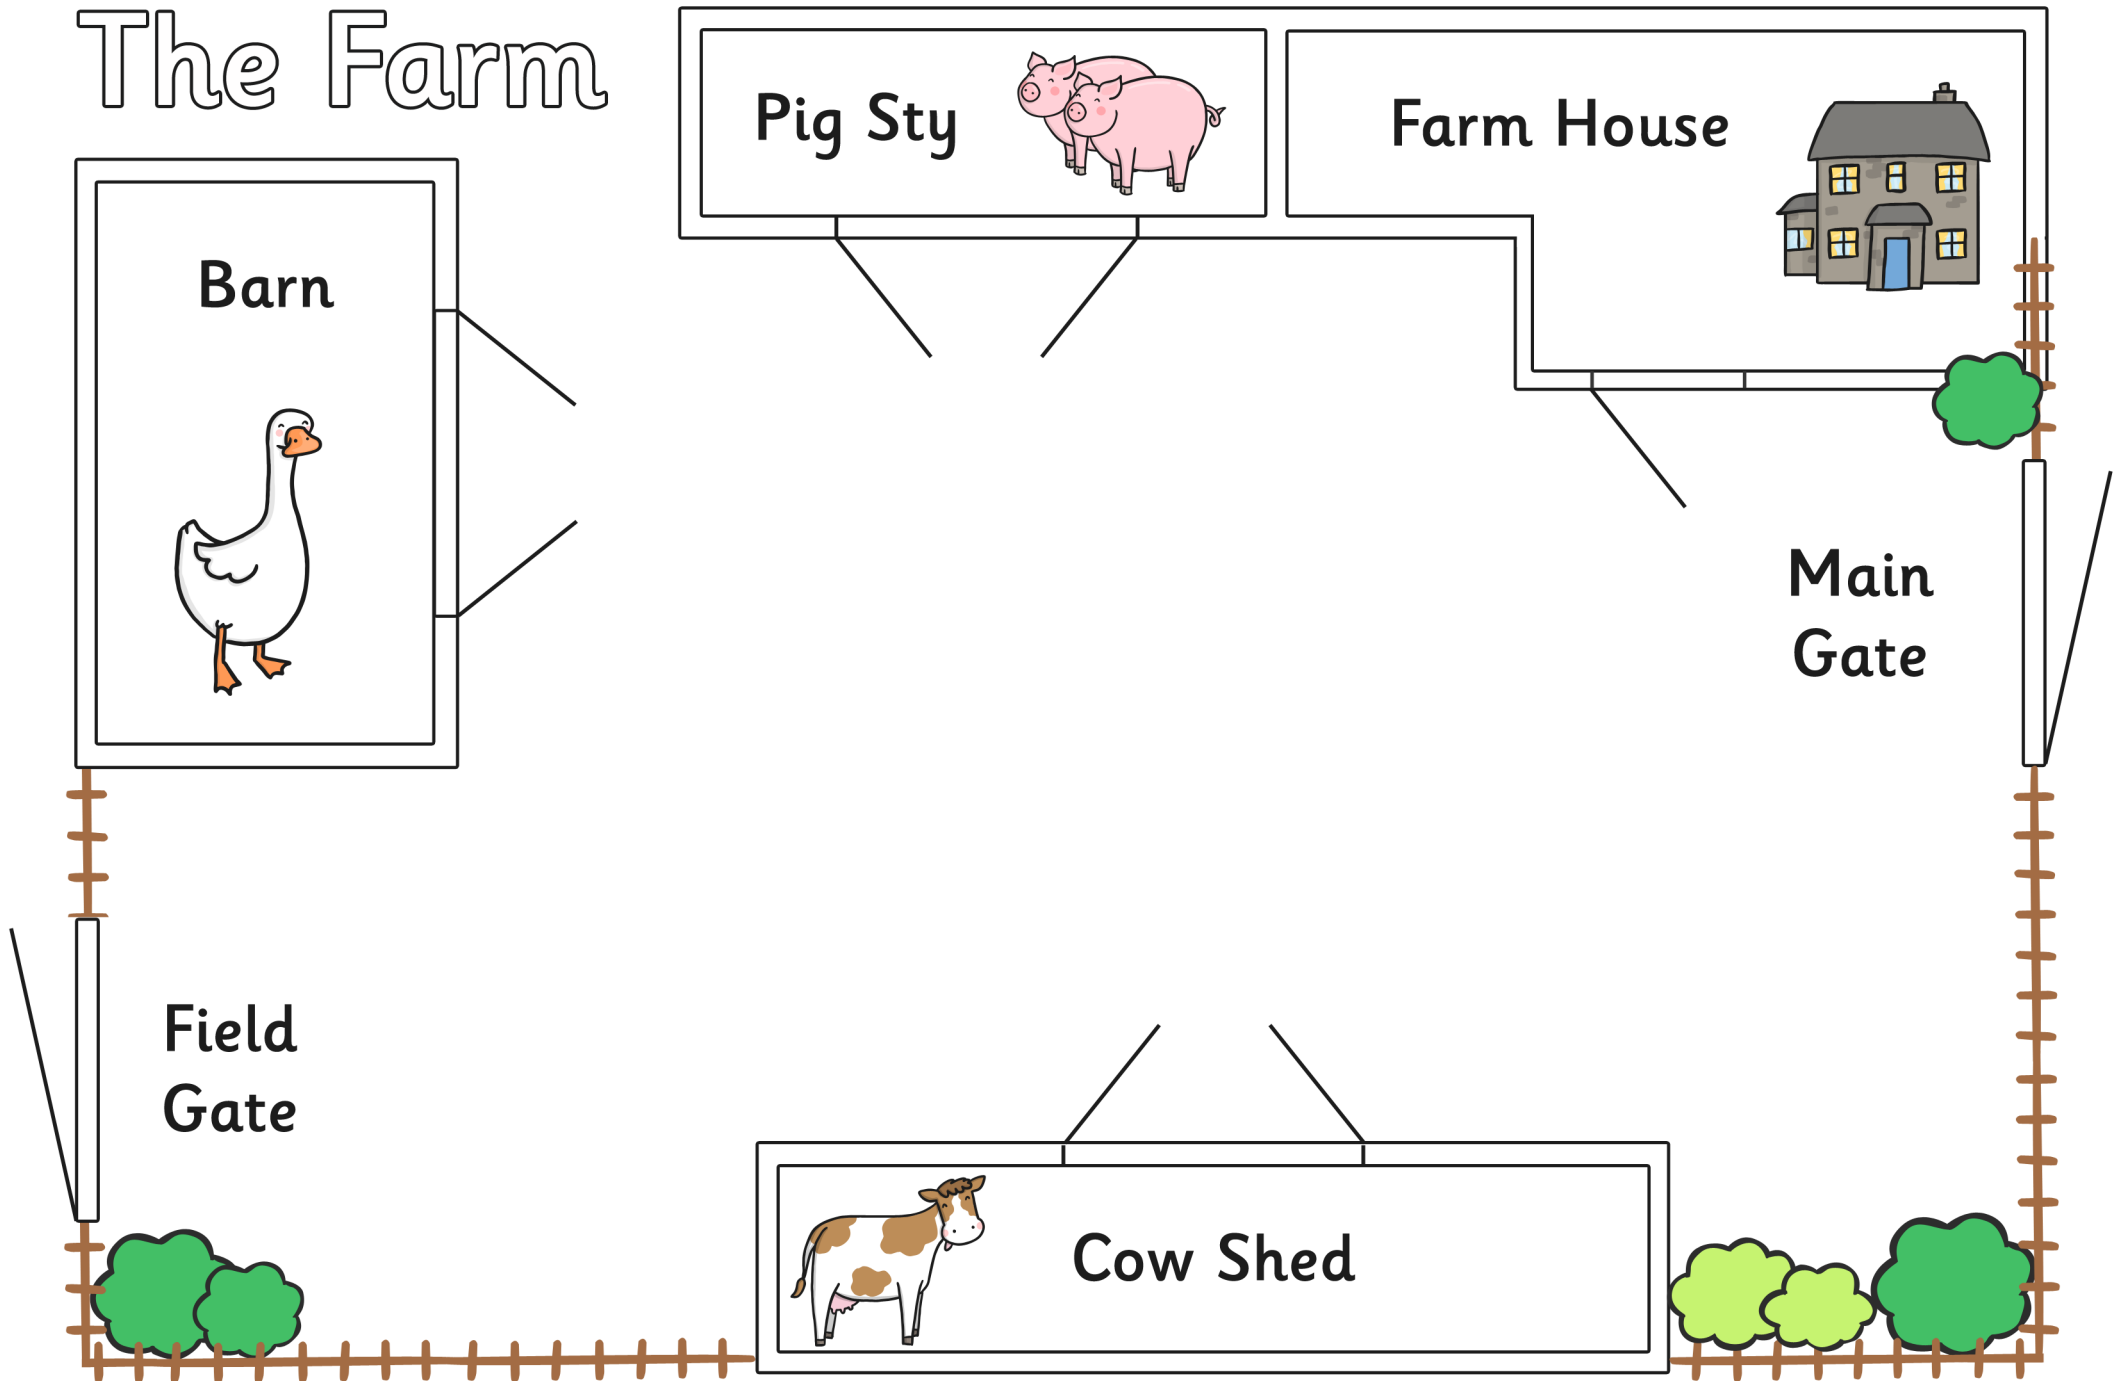 The Farm
Pig Sty
Farm House
Barn
Main
Gate
Field
Gate
Cow Shed